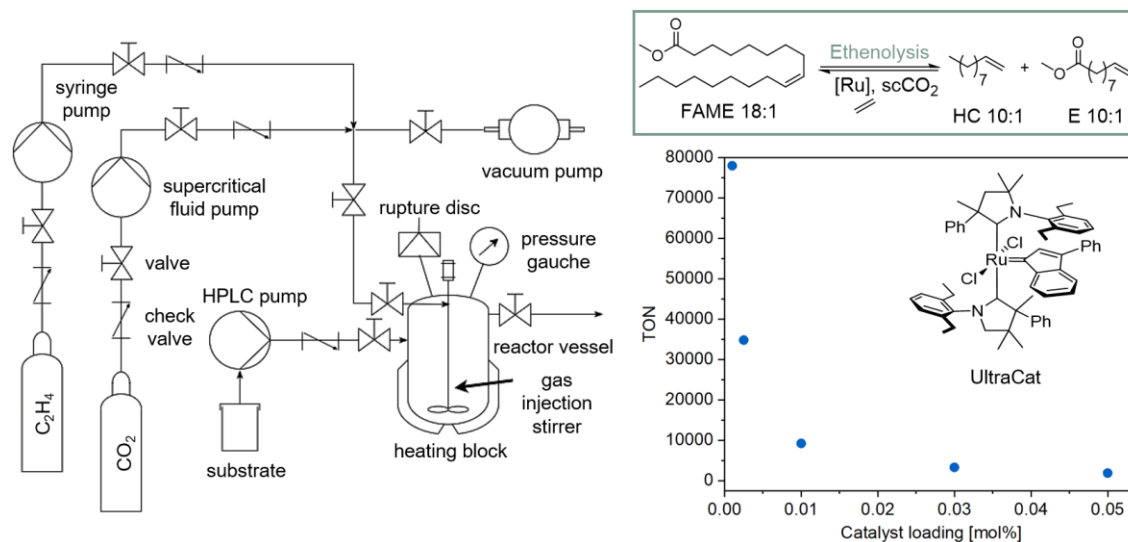 syringe
pump
supercritical
fluid pump
vacuum pump
rupture disc
pressure
gauche
valve
HPLC pump
check
valve
reactor vessel
gas
injection
stirrer
heating block
substrate
C2H4
CO2
O
O
Ethenolysis
[Ru], scCO2
FAME 18:1
7
HC 10:1
+
O
O
7
E 10:1
80000
70000
60000
50000
40000
30000
20000
10000
0
TON
Ph
N
Cl
Ph
Ru
Cl
N
Ph
UltraCat
0.00
0.01
0.02
0.03
0.04
0.05
Catalyst loading [mol%]